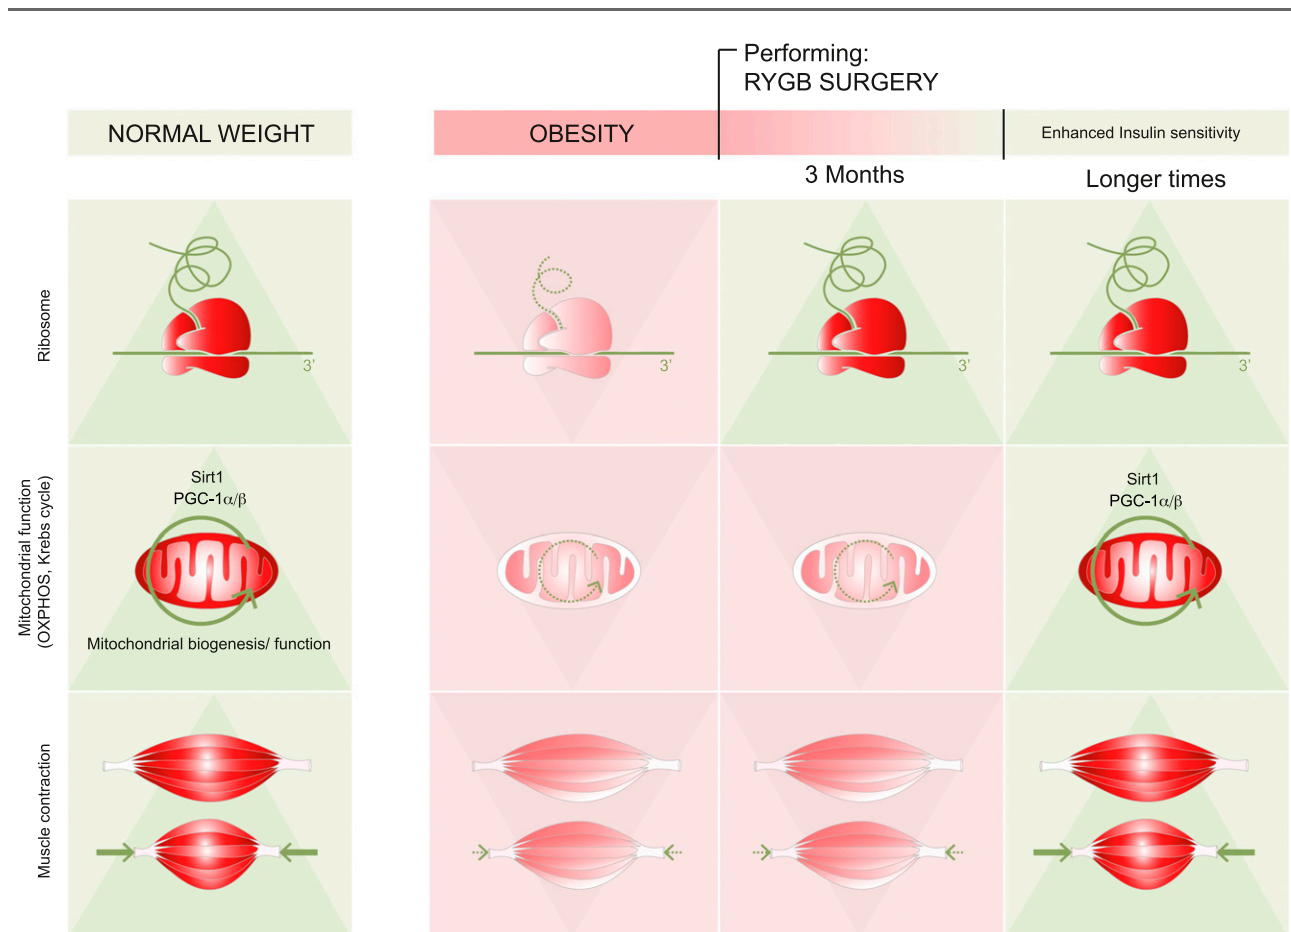 Performing:
RYGB SURGERY
NORMAL WEIGHT
OBESITY
Enhanced Insulin sensitivity
3 Months
Longer times
Ribosome
3’
3’
3’
3’
Mitochondrial function
(OXPHOS, Krebs cycle)
Sirt1
PGC-1α/β
Mitochondrial biogenesis/ function
Sirt1
PGC-1α/β
Muscle contraction